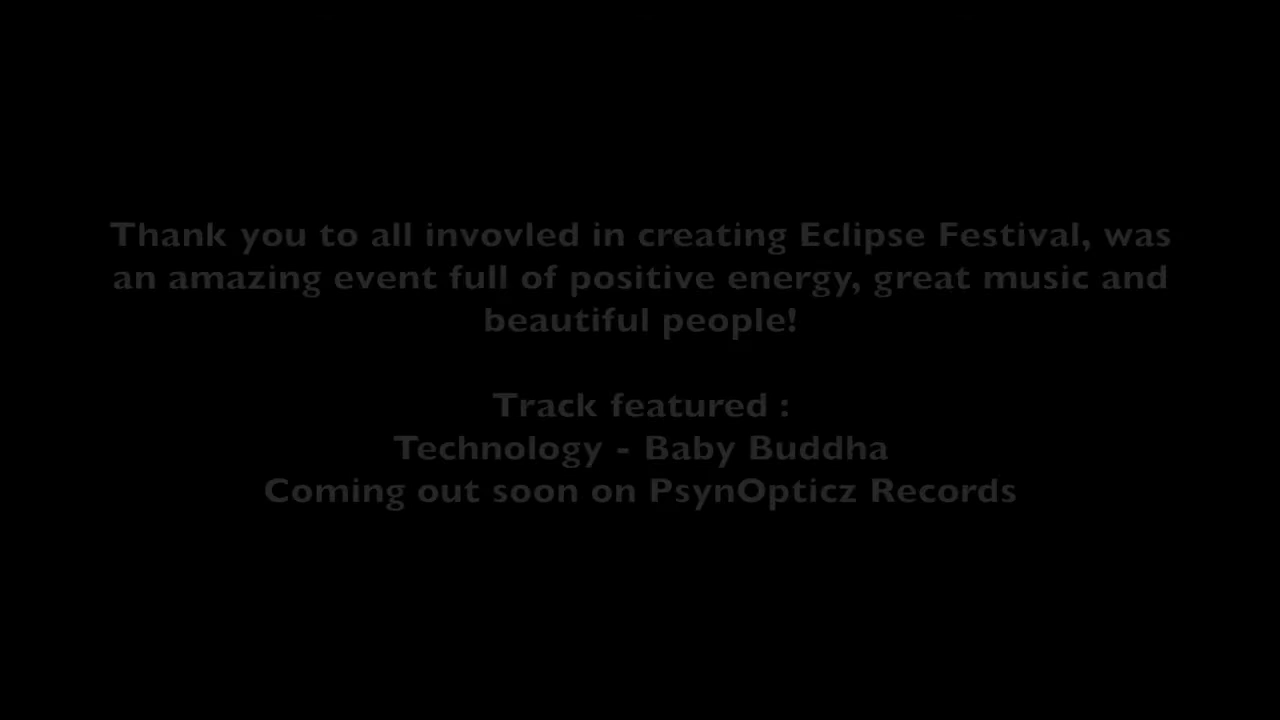 Thank you to all invovled in creating Eclipse Festival, was
an amazing event full of positive energy, great music and
beautiful people!
Track featured :
Technology - Baby Buddha
Coming out soon on PsynOpticz Records